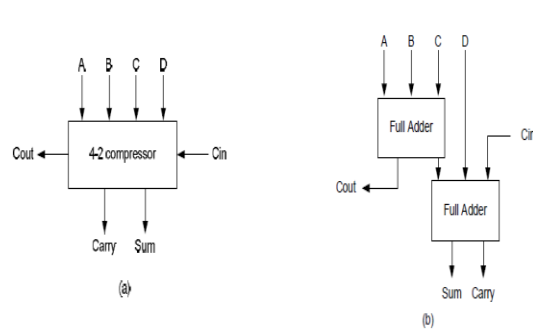 A B C D
Cout 4-2 compressor Cin
Carry Sum
(a)
A B C D
Full Adder
Cin
Cout
Full Adder
Sum Carry
(b)